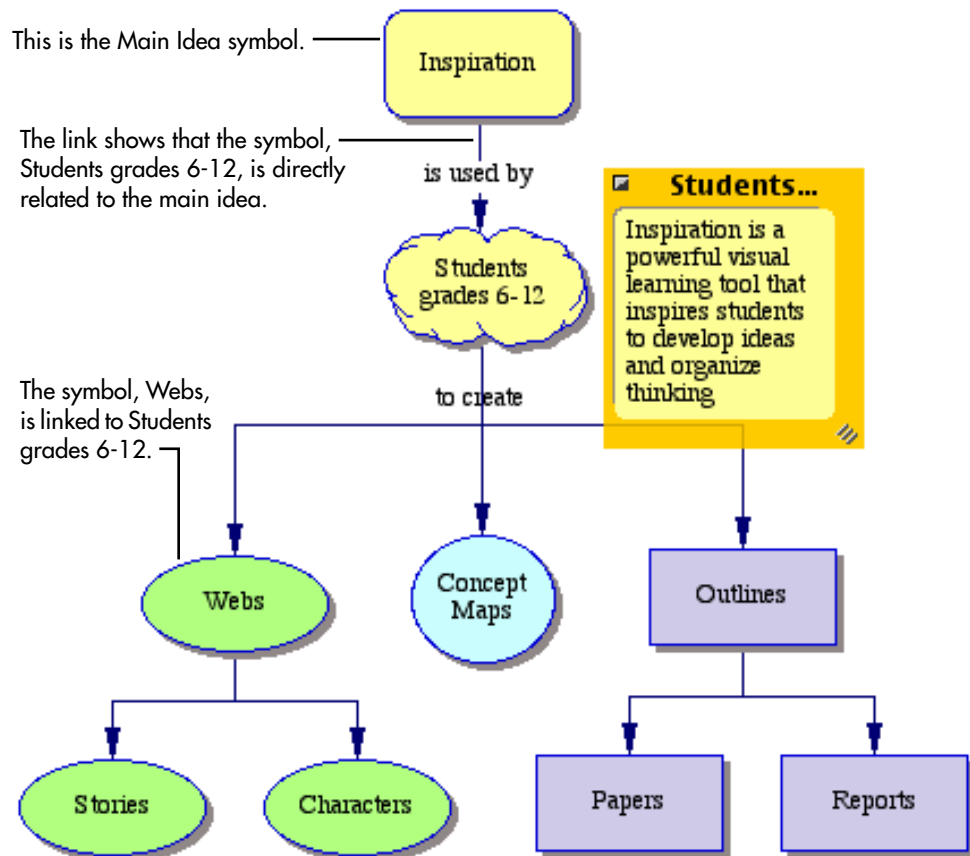 This is the Main Idea symbol.
Inspiration
The link shows that the symbol,
Students grades 6-12, is directly
related to the main idea.
is used by
Students...
Inspiration is a
powerful visual
learning tool that
inspires students
to develop ideas
and organize
thinking
Students
grades 6-12
The symbol, Webs,
is linked to Students
grades 6-12.
to create
Webs
Concept
Maps
Outlines
Stories
Characters
Papers
Reports